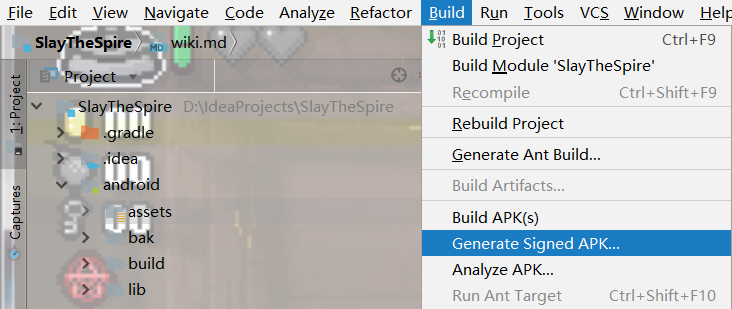 File Edit View Navigate Code Analyze Refactor Build Run Tools VCS Window Help
SlayTheSpire MD wiki.md
Project
SlayTheSpire D:\IdeaProjects\SlayTheSpire
.gradle
.idea
android
assets
bak
build
lib
1: Project
Captures
Build Project Ctrl+F9
Build Module 'SlayTheSpire'
Recompile Ctrl+Shift+F9
Rebuild Project
Generate Ant Build...
Build Artifacts...
Build APK(s)
Generate Signed APK...
Analyze APK...
Run Ant Target Ctrl+Shift+F10